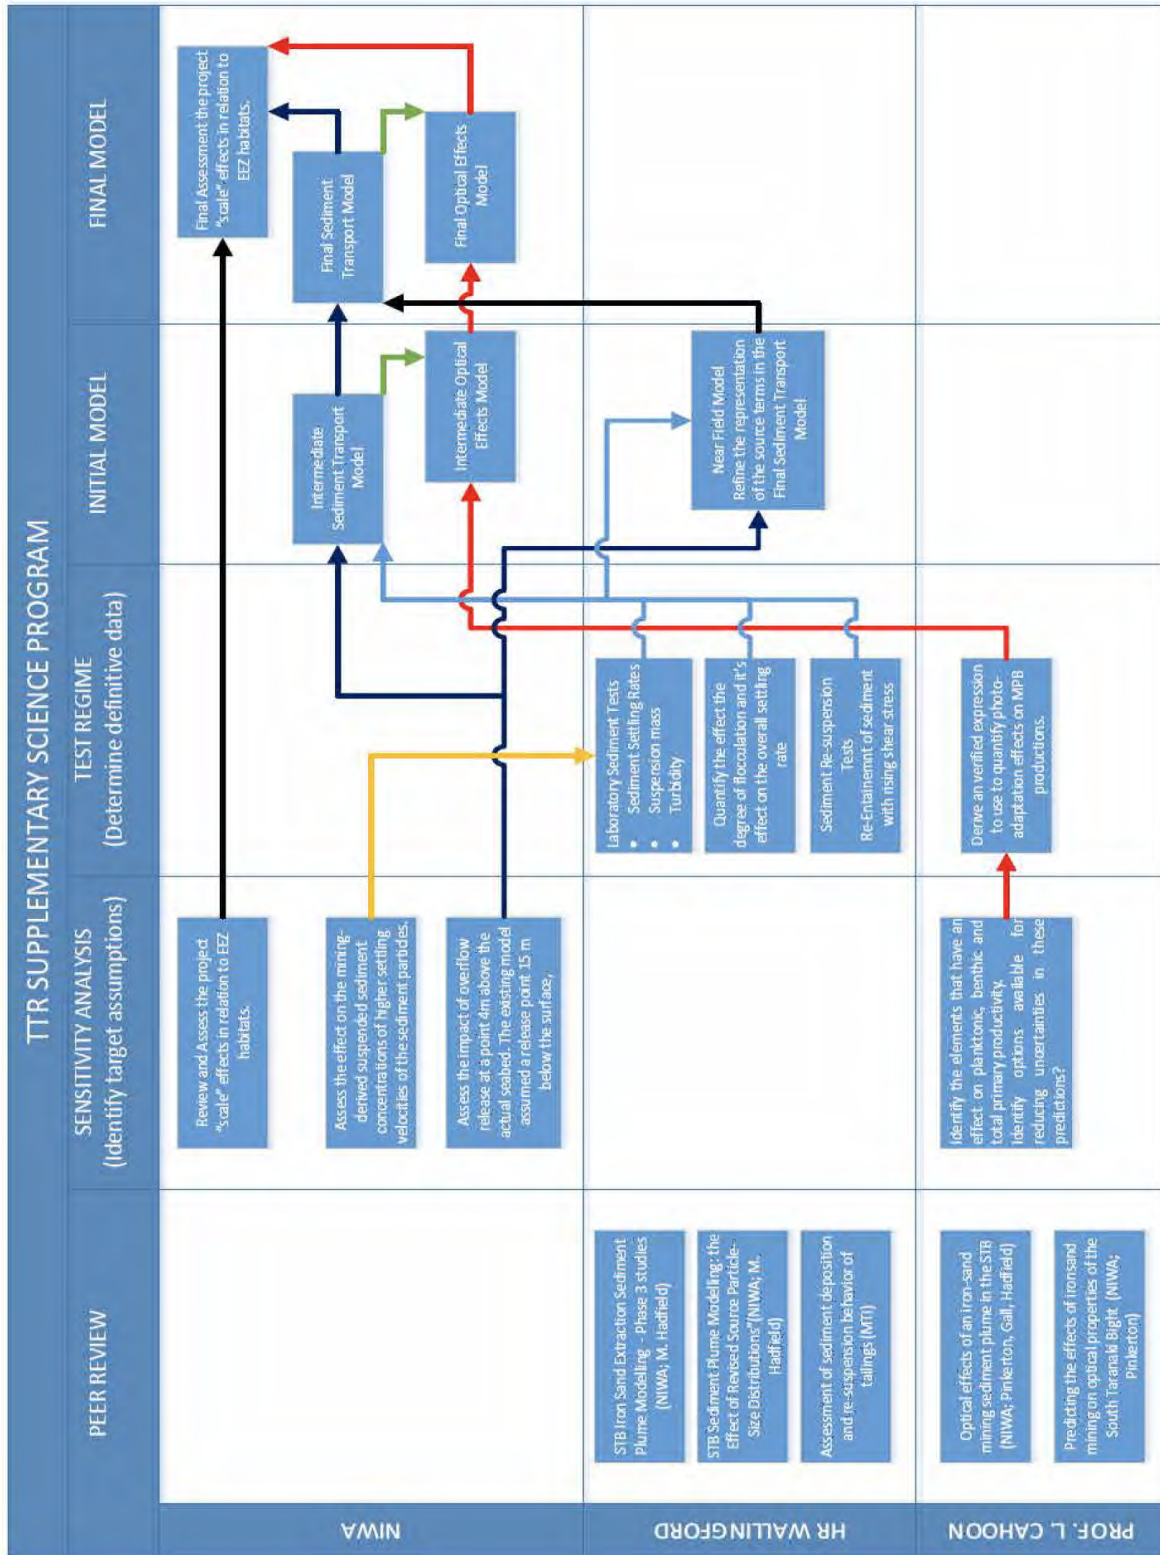 TTR SUPPLEMENTARY SCIENCE PROGRAM
PEER REVIEW
SENSITIVITY ANALYSIS
(Identify target assumptions)
TEST REGIME
(Determine definitive data)
INITIAL MODEL
FINAL MODEL
NIWA
Review and Assess the project
"scale" effects in relation to EEZ
habitats.
Final Assessment the project
"scale" effects in relation to
EEZ habitats.
Assess the effect on the mining-
derived suspended sediment
concentrations of higher settling
velocities of the sediment partides.
Intermediate
Sediment Transport
Model
Final Sediment
Transport Model
Assess the impact of overflow
release at a point 4m above the
actual seabed. The existing model
assumed a release point 15 m
below the surface,
Intermediate Optical
Effects Model
Final Optical Effects
Model
HR WALLINGFORD
STB Iron Sand Extraction Sediment
Plume Modelling - Phase 3 studies
(NIWA; M. Hadfield)
STB Sediment Plume Modelling: the
Effect of Revised Source Particle-
Size Distributions"(NIWA; M.
Hadfield)
Assessment of sediment deposition
and re-suspension behavior of
tailings (MTI)
Laboratory Sediment Tests
• Sediment Settling Rates
• Suspension mass
• Turbidity
Quantify the effect the
degree of flocculation and it's
effect on the overall settling
rate
Sediment Re-suspension
Tests
Re-Entainemnt of sediment
with rising shear stress
Near Field Model
Refine the representation
of the source terms in the
Final Sediment Transport
Model
PROF. L. CAHOON
Optical effects of an iron-sand
mining sediment plume in the STB
(NIWA; Pinkerton, Gall, Hadfield)
Predicting the effects of ironsand
mining on optical properties of the
South Taranaki Bight (NIWA;
Pinkerton)
Identify the elements that have an
effect on planktonic, benthic and
total primary productivity.
Identify options available for
reducing uncertainties in these
predictions?
Derive an verified expression
to use to quantify photo-
adaptation effects on MPB
productions.